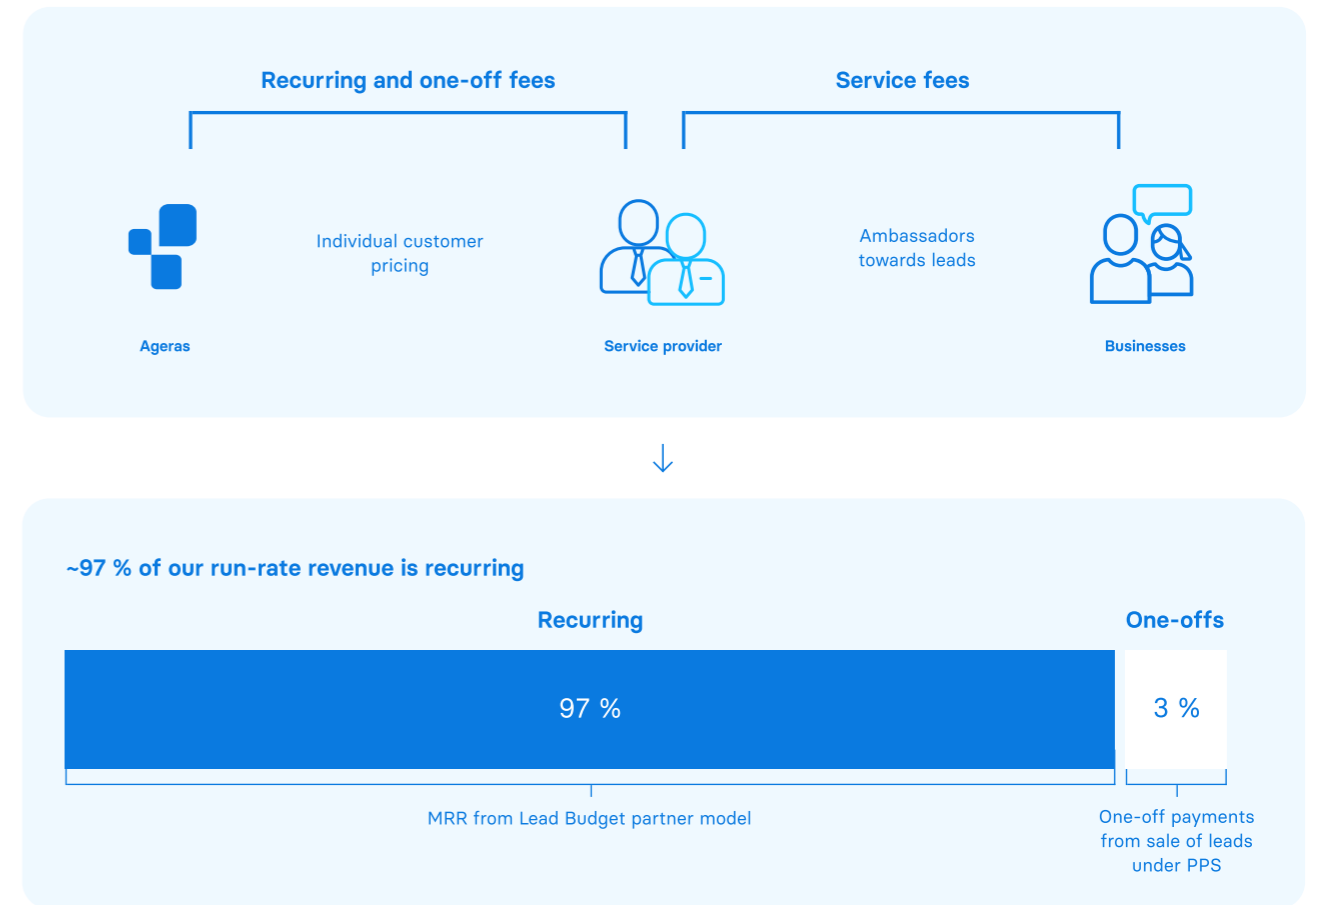 Recurring and one-off fees
Service fees
Individual customer
pricing
Ambassadors
towards leads
Ageras
Service provider
Businesses
~97 % of our run-rate revenue is recurring
Recurring
One-offs
97 %
3 %
MRR from Lead Budget partner model
One-off payments
from sale of leads
under PPS